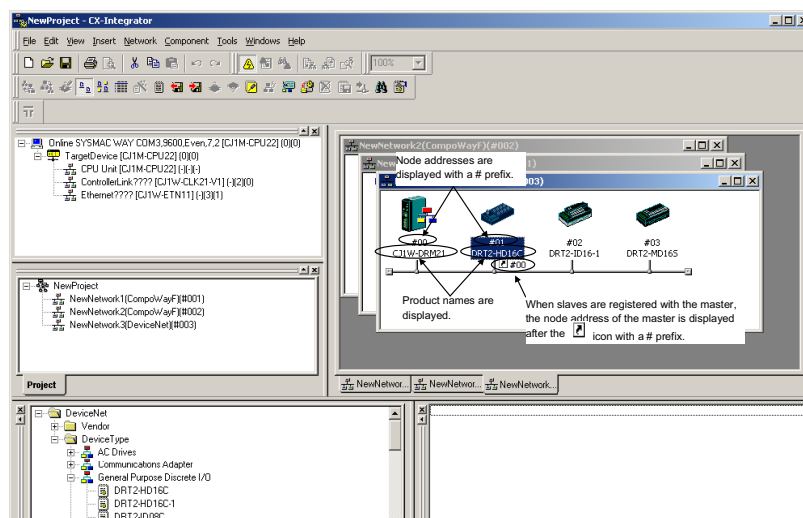 NewProject - CX-Integrator
File Edit View Insert Network Component Tools Windows Help
100%
Online SYSMAC WAY COM3,9600,Even,7,2 [CJ1M-CPU22] (0)(0)
TargetDevice [CJ1M-CPU22] (0)(0)
CPU Unit [CJ1M-CPU22] (-)(-)(-)
ControllerLink???? [CJ1W-CLK21-V1] (-)(2)(0)
Ethernet???? [CJ1W-ETN11] (-)(3)(1)
NewProject
NewNetwork1(CompoWayF)(#001)
NewNetwork2(CompoWayF)(#002)
NewNetwork3(DeviceNet)(#003)
Project
NewNetwork2(CompoWayF)(#002)
Node addresses are
displayed with a # prefix.
#00
#01
#02
#03
CJ1W-DRM21
DRT2-HD16C
DRT2-ID16-1
DRT2-MD16S
#00
Product names are
displayed.
When slaves are registered with the master,
the node address of the master is displayed
after the icon with a # prefix.
NewNetwor...
NewNetwor...
NewNetwork...
DeviceNet
Vendor
DeviceType
AC Drives
Communications Adapter
General Purpose Discrete I/O
DRT2-HD16C
DRT2-HD16C-1
DRT2-ID08C